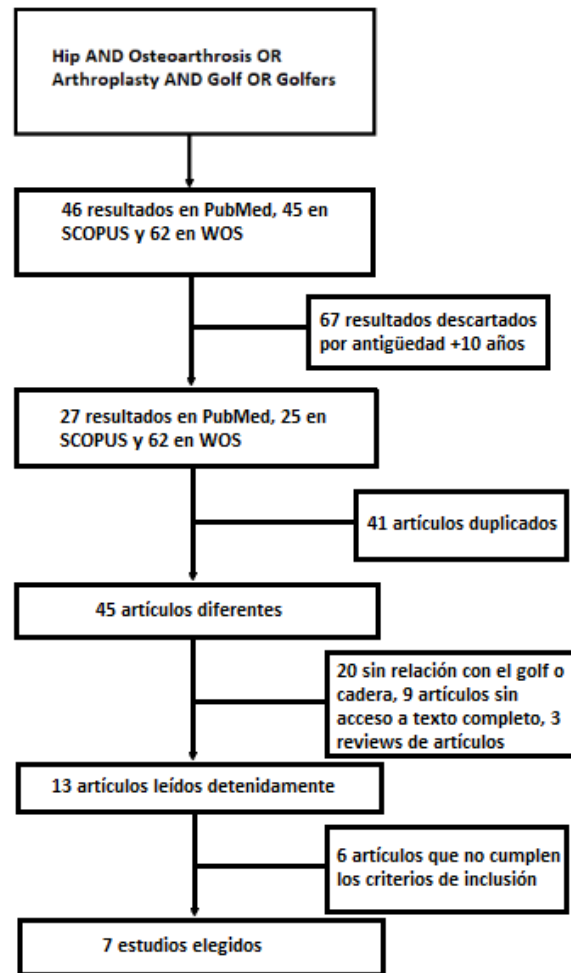 Hip AND Osteoarthrosis OR
Arthroplasty AND Golf OR Golfers
46 resultados en PubMed, 45 en
SCOPUS y 62 en WOS
67 resultados descartados
por antigüedad +10 años
27 resultados en PubMed, 25 en
SCOPUS y 62 en WOS
41 artículos duplicados
45 artículos diferentes
20 sin relación con el golf o
cadera, 9 artículos sin
acceso a texto completo, 3
reviews de artículos
13 artículos leídos detenidamente
6 artículos que no cumplen
los criterios de inclusión
7 estudios elegidos